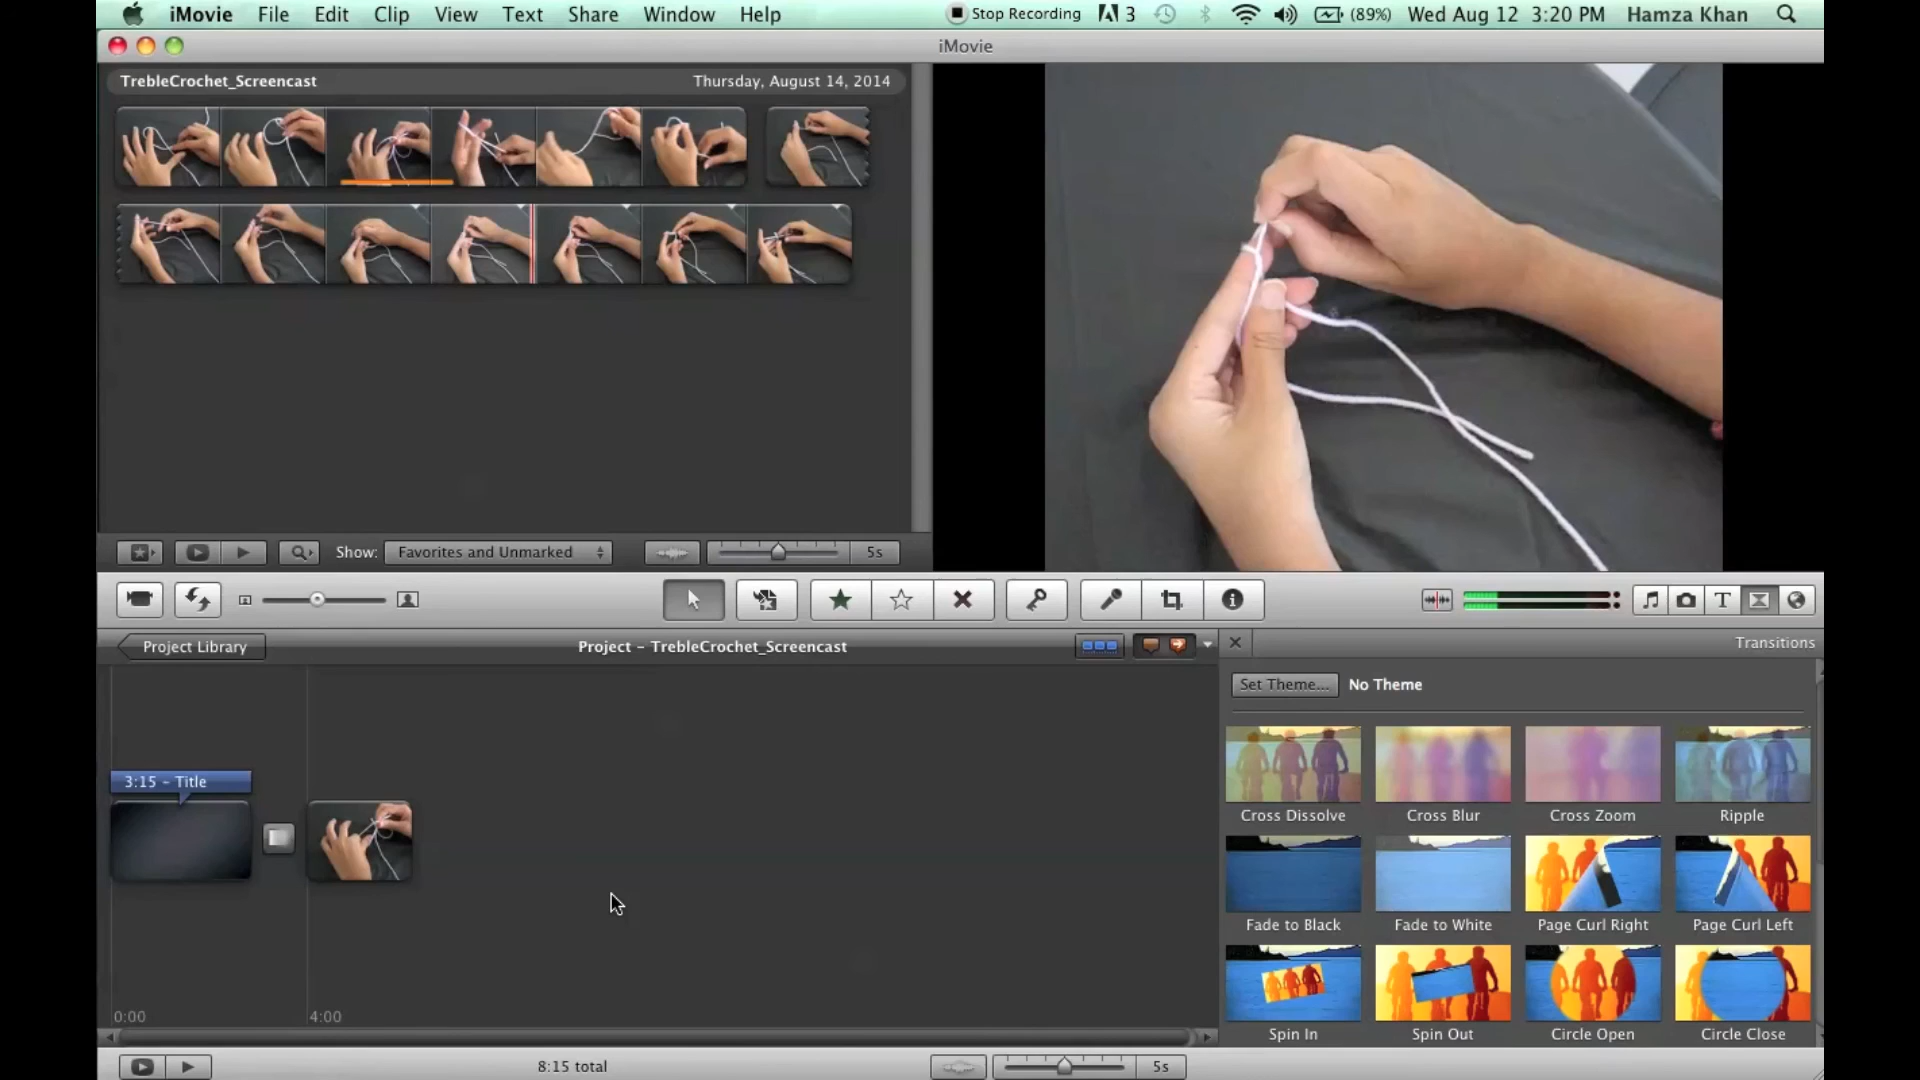 iMovie File Edit Clip View Text Share Window Help Stop Recording 3 (89%) Wed Aug 12 3:20 PM Hamza Khan
iMovie
TrebleCrochet_Screencast Thursday, August 14, 2014
Show: Favorites and Unmarked 5s
Project Library Project – TrebleCrochet_Screencast Transitions
Set Theme... No Theme
3:15 – Title
Cross Dissolve Cross Blur Cross Zoom Ripple
Fade to Black Fade to White Page Curl Right Page Curl Left
0:00 4:00
Spin In Spin Out Circle Open Circle Close
8:15 total 5s